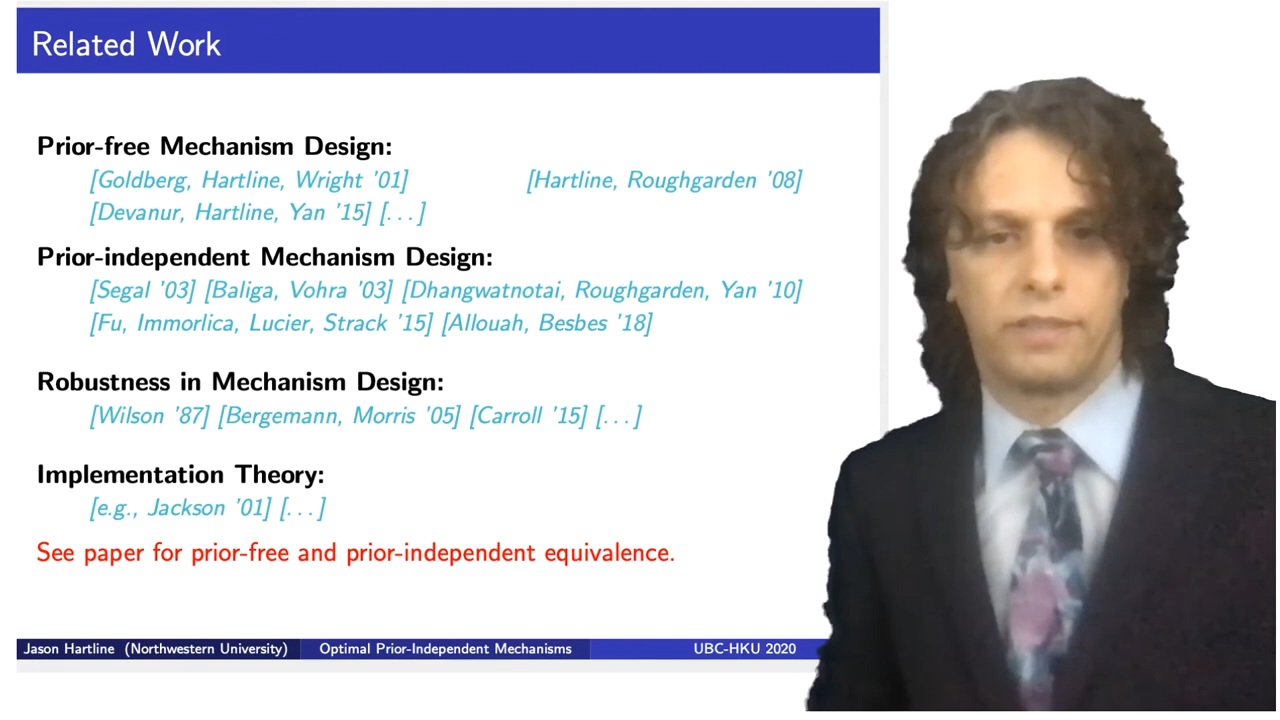 Related Work
Prior-free Mechanism Design:
[Goldberg, Hartline, Wright '01] [Hartline, Roughgarden '08]
[Devanur, Hartline, Yan '15] [...]
Prior-independent Mechanism Design:
[Segal '03] [Baliga, Vohra '03] [Dhangwatnotai, Roughgarden, Yan '10]
[Fu, Immorlica, Lucier, Strack '15] [Allouah, Besbes '18]
Robustness in Mechanism Design:
[Wilson '87] [Bergemann, Morris '05] [Carroll '15] [...]
Implementation Theory:
[e.g., Jackson '01] [...]
See paper for prior-free and prior-independent equivalence.
Jason Hartline (Northwestern University) Optimal Prior-Independent Mechanisms UBC-HKU 2020